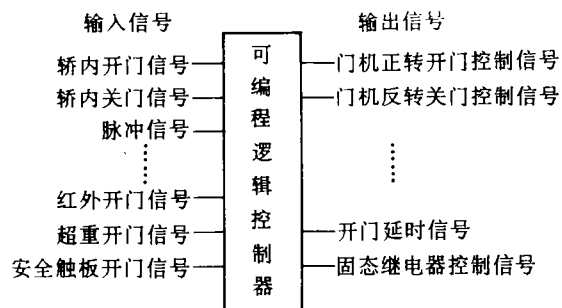 输入信号
轿内开门信号
轿内关门信号
脉冲信号
红外开门信号
超重开门信号
安全触板开门信号
可编程逻辑控制器
输出信号
门机正转开门控制信号
门机反转关门控制信号
开门延时信号
固态继电器控制信号